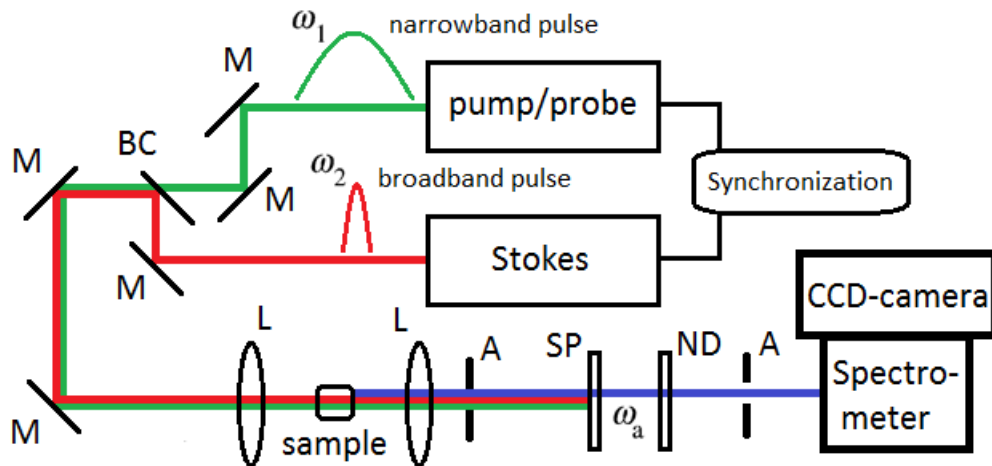 ω1 narrowband pulse
M
pump/probe
M
BC
M
ω2 broadband pulse
Synchronization
M
Stokes
CCD-camera
L
L
A
SP
ND
A
Spectro-
meter
M
sample
ωa